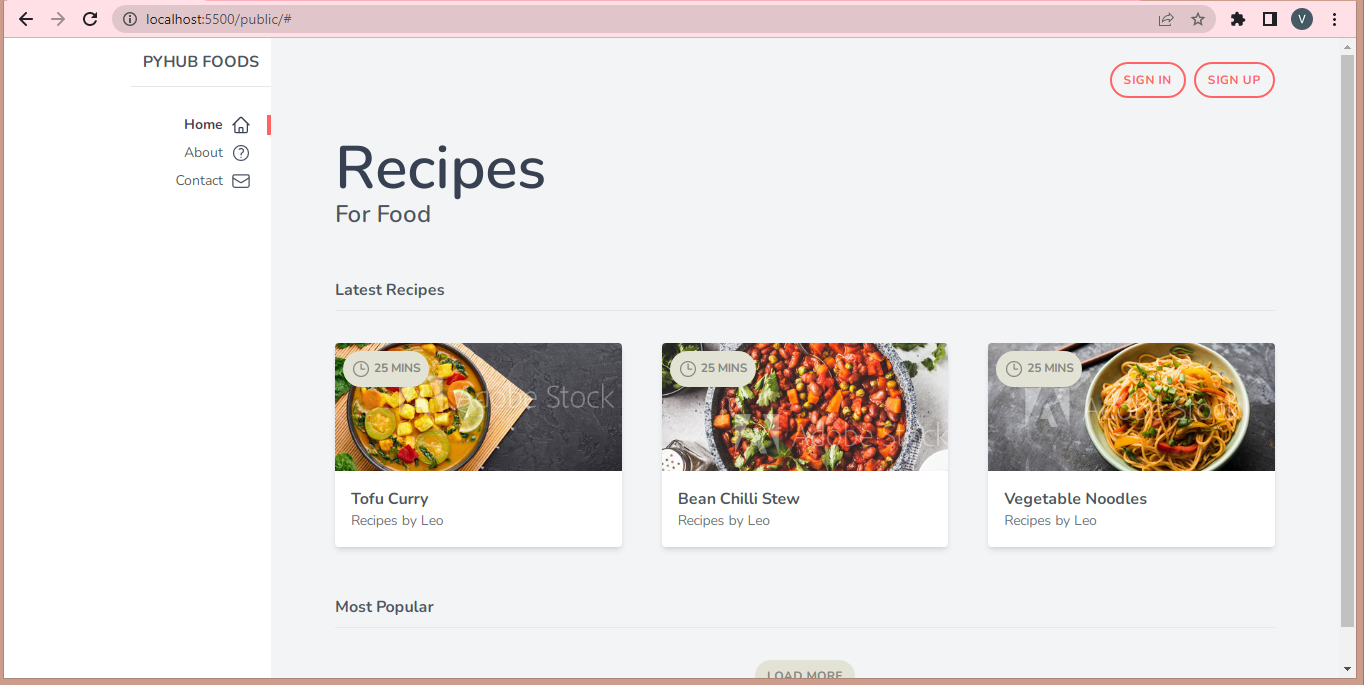 localhost:5500/public/#
V
PYHUB FOODS
SIGN IN
SIGN UP
Home
About
Contact
Recipes
For Food
Latest Recipes
25 MINS
25 MINS
25 MINS
Adobe Stock
Adobe Stock
Adobe Stock
Tofu Curry
Bean Chilli Stew
Vegetable Noodles
Recipes by Leo
Recipes by Leo
Recipes by Leo
Most Popular
LOAD MORE